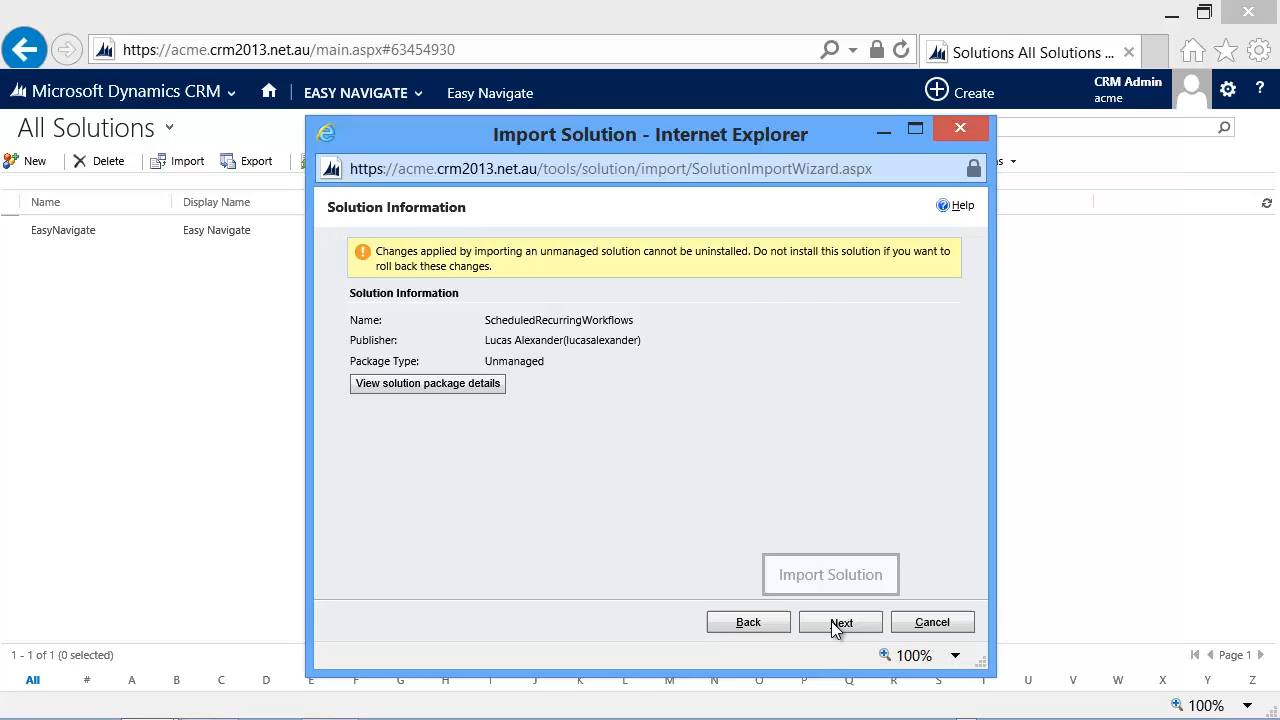 https://acme.crm2013.net.au/main.aspx#63454930
Solutions All Solutions ...
Microsoft Dynamics CRM
EASY NAVIGATE
Easy Navigate
Create
CRM Admin
acme
?
All Solutions
New
Delete
Import
Export
Name
Display Name
EasyNavigate
Easy Navigate
Import Solution - Internet Explorer
https://acme.crm2013.net.au/tools/solution/import/SolutionImportWizard.aspx
Solution Information
Help
Changes applied by importing an unmanaged solution cannot be uninstalled. Do not install this solution if you want to
roll back these changes.
Solution Information
Name: ScheduledRecurringWorkflows
Publisher: Lucas Alexander(lucasalexander)
Package Type: Unmanaged
View solution package details
Import Solution
Back
Next
Cancel
100%
1 - 1 of 1 (0 selected)
Page 1
All # A B C D E F G H I J K L M N O P Q R S T U V W X Y Z
100%